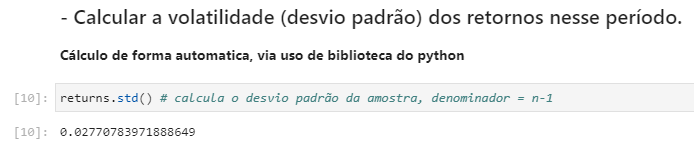 - Calcular a volatilidade (desvio padrão) dos retornos nesse período.
Cálculo de forma automatica, via uso de biblioteca do python
[10]: returns.std() # calcula o desvio padrão da amostra, denominador = n-1
[10]: 0.02770783971888649